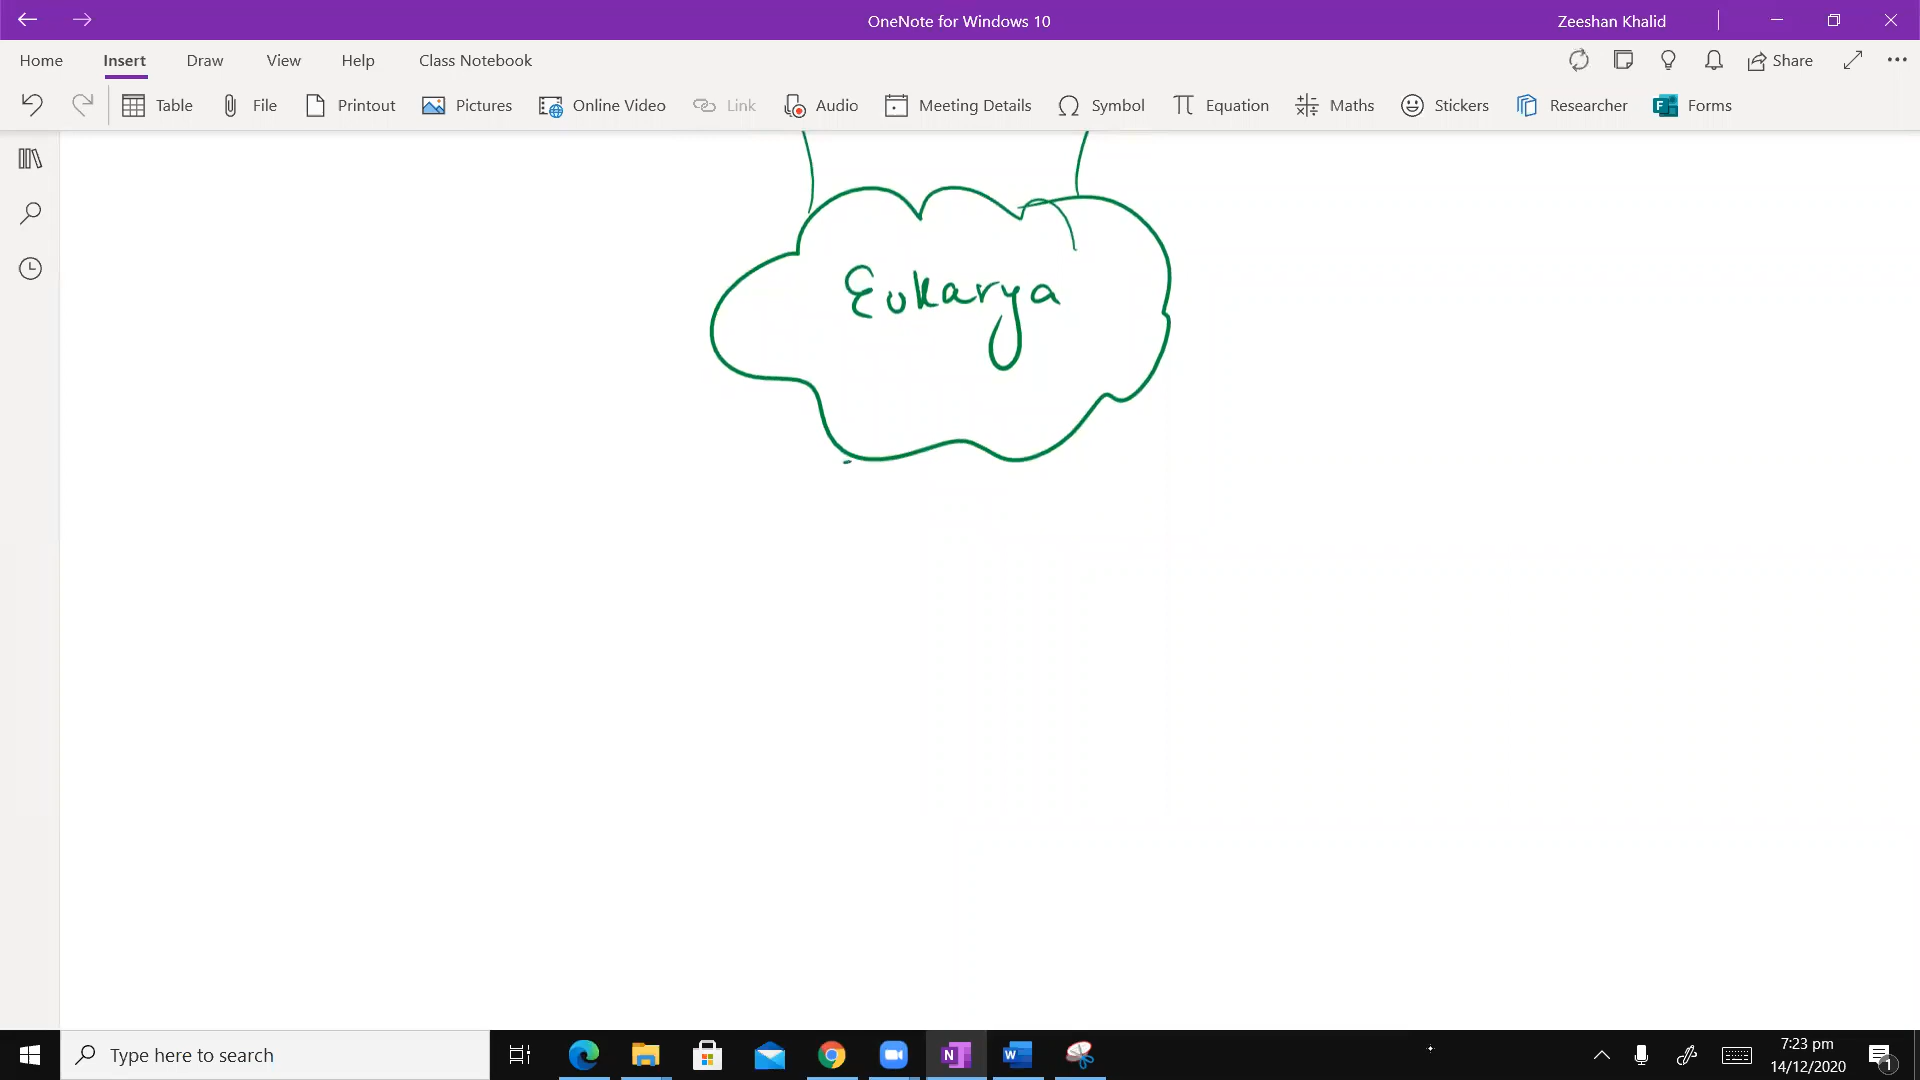 OneNote for Windows 10
Zeeshan Khalid
Home Insert Draw View Help Class Notebook
Share
Table File Printout Pictures Online Video Link Audio Meeting Details Symbol Equation Maths Stickers Researcher Forms
Eukarya
Type here to search
7:23 pm
14/12/2020
1